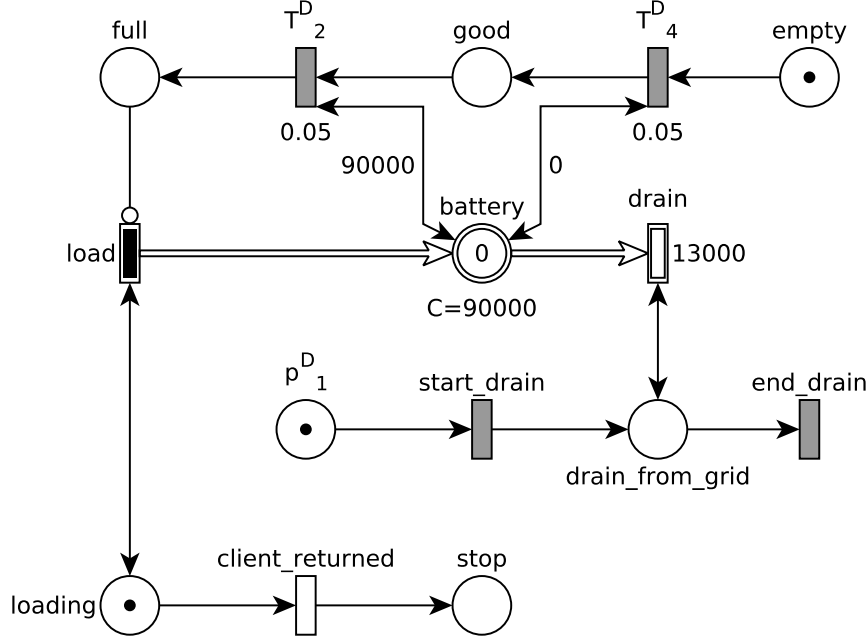 full
T^D_2
good
T^D_4
empty
0.05
0.05
90000
0
drain
battery
load
0
13000
C=90000
p^D_1
start_drain
end_drain
drain_from_grid
client_returned
stop
loading